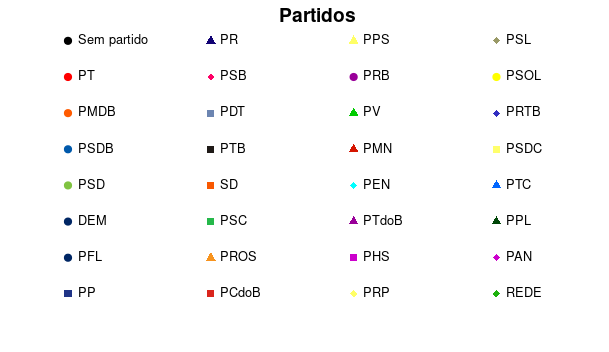 Partidos
Sem partido PR PPS PSL
PT PSB PRB PSOL
PMDB PDT PV PRTB
PSDB PTB PMN PSDC
PSD SD PEN PTC
DEM PSC PTdoB PPL
PFL PROS PHS PAN
PP PCdoB PRP REDE